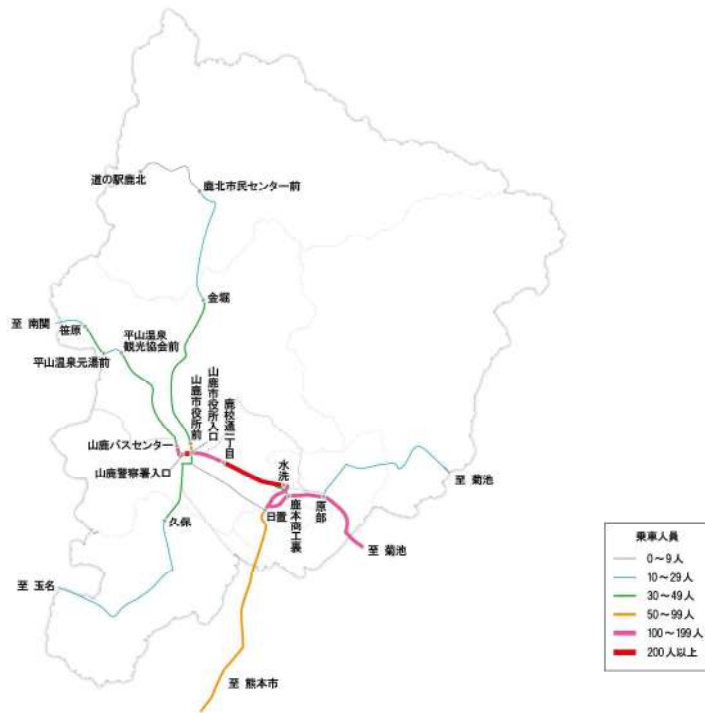 道の駅鹿北
鹿北市民センター前
金堀
至 南関
笹原
平山温泉
観光協会前
平山温泉元湯前
山鹿市役所前
山鹿市役所入口
鹿校通一丁目
山鹿バスセンター
山鹿警察署入口
水洗
久保
日置
鹿本商工裏
原部
至 菊池
至 菊池
至 玉名
至 熊本市
乗車人員
0～9人
10～29人
30～49人
50～99人
100～199人
200人以上